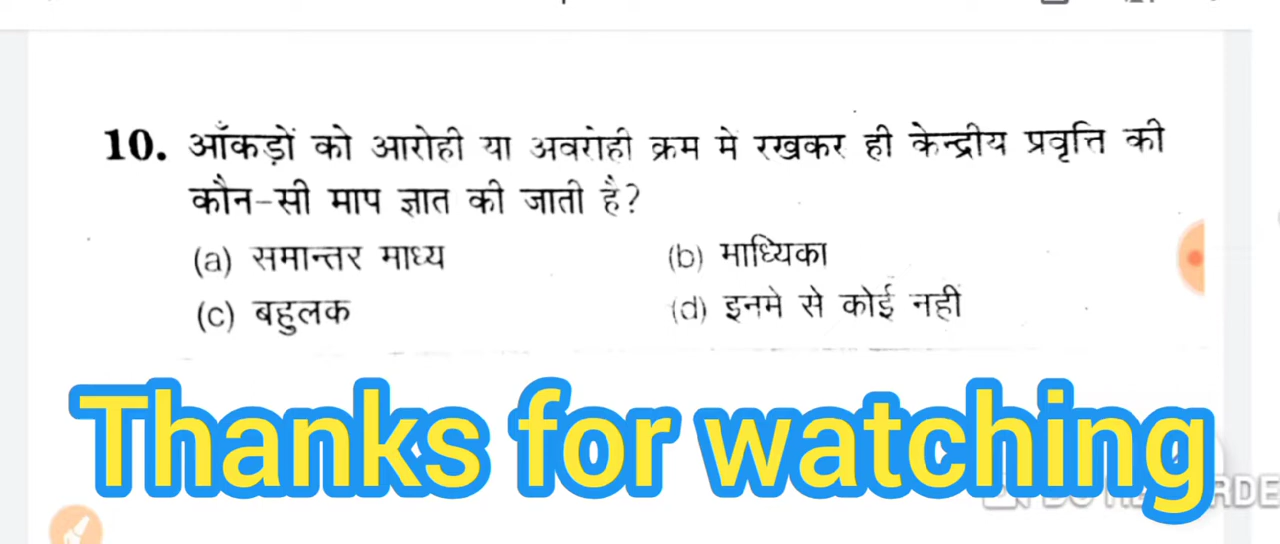 10. आँकड़ों को आरोही या अवरोही क्रम मे रखकर ही केन्द्रीय प्रवृत्ति की
कौन-सी माप ज्ञात की जाती है?
(a) समान्तर माध्य (b) माध्यिका
(c) बहुलक (d) इनमे से कोई नहीं
Thanks for watching